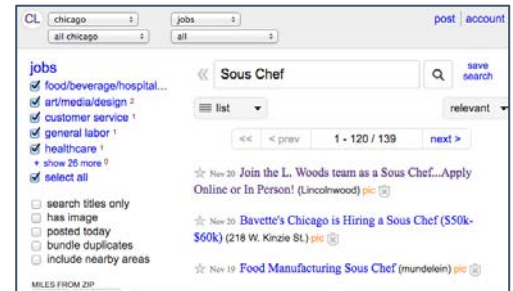 CL chicago jobs post account
all chicago all
jobs
food/beverage/hospital...
art/media/design 2
customer service 1
general labor 1
healthcare 1
+ show 26 more 0
select all
search titles only
has image
posted today
bundle duplicates
include nearby areas
MILES FROM ZIP
« Sous Chef save search
list relevant
<< < prev 1 - 120 / 139 next >
Nov 20 Join the L. Woods team as a Sous Chef...Apply
Online or In Person! (Lincolnwood) pic
Nov 20 Bavette's Chicago is Hiring a Sous Chef ($50k-
$60k) (218 W. Kinzie St.) pic
Nov 19 Food Manufacturing Sous Chef (mundelein) pic